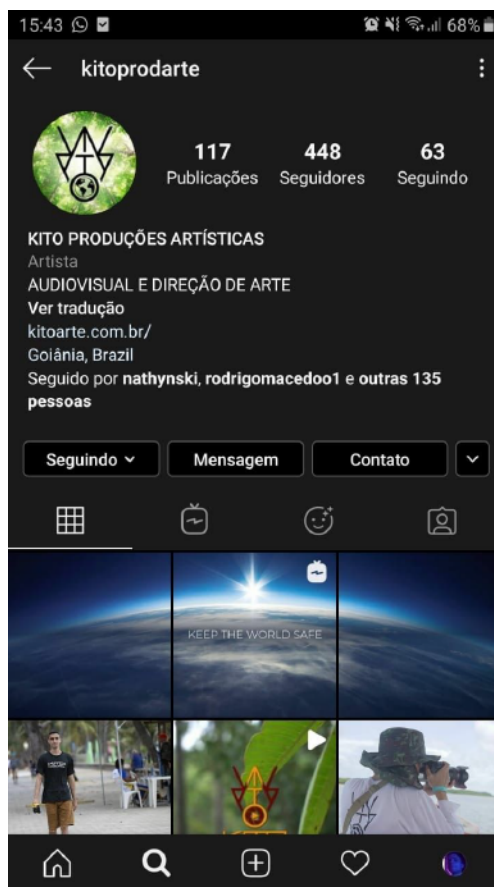 15:43
68%
kitoprodarte
117 448 63
Publicações Seguidores Seguindo
KITO PRODUÇÕES ARTÍSTICAS
Artista
AUDIOVISUAL E DIREÇÃO DE ARTE
Ver tradução
kitoarte.com.br/
Goiânia, Brazil
Seguido por nathynski, rodrigomacedoo1 e outras 135
pessoas
Seguindo Mensagem Contato
KEEP THE WORLD SAFE